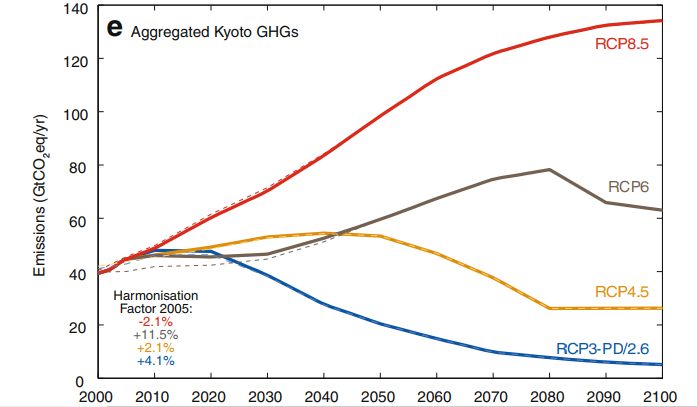 140
e Aggregated Kyoto GHGs
RCP8.5
120
100
80
RCP6
60
40
RCP4.5
20
RCP3-PD/2.6
0
Emissions (GtCO2eq/yr)
Harmonisation
Factor 2005:
-2.1%
+11.5%
+2.1%
+4.1%
2000 2010 2020 2030 2040 2050 2060 2070 2080 2090 2100